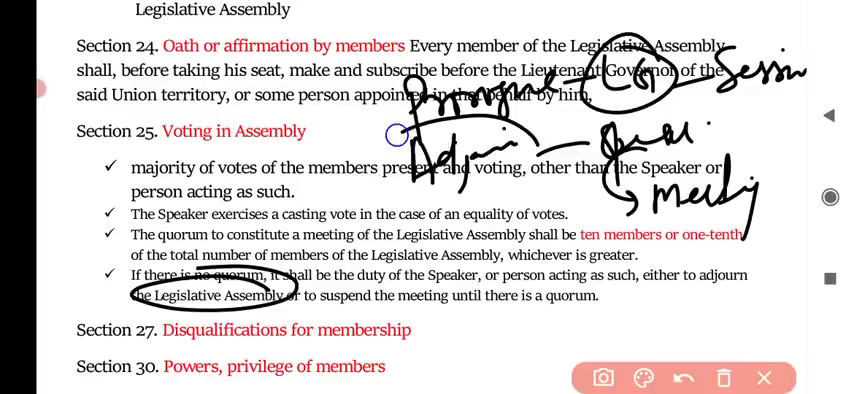 Legislative Assembly
Section 24. Oath or affirmation by members Every member of the Legislative Assembly
shall, before taking his seat, make and subscribe before the Lieutenant Governor of the
said Union territory, or some person appointed in that behalf by him,
Prorogue — LG — Session
Section 25. Voting in Assembly
Adjourn —
majority of votes of the members present and voting, other than the Speaker or
person acting as such.
→ Meeting
✓ The Speaker exercises a casting vote in the case of an equality of votes.
✓ The quorum to constitute a meeting of the Legislative Assembly shall be ten members or one-tenth
of the total number of members of the Legislative Assembly, whichever is greater.
✓ If there is no quorum, it shall be the duty of the Speaker, or person acting as such, either to adjourn
the Legislative Assembly or to suspend the meeting until there is a quorum.
Section 27. Disqualifications for membership
Section 30. Powers, privilege of members